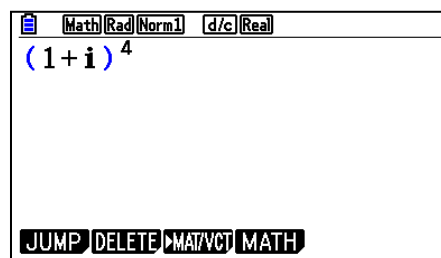 Math Rad Norm1 d/c Real
(1+i)⁴
JUMP DELETE ▶MAT/VCT MATH